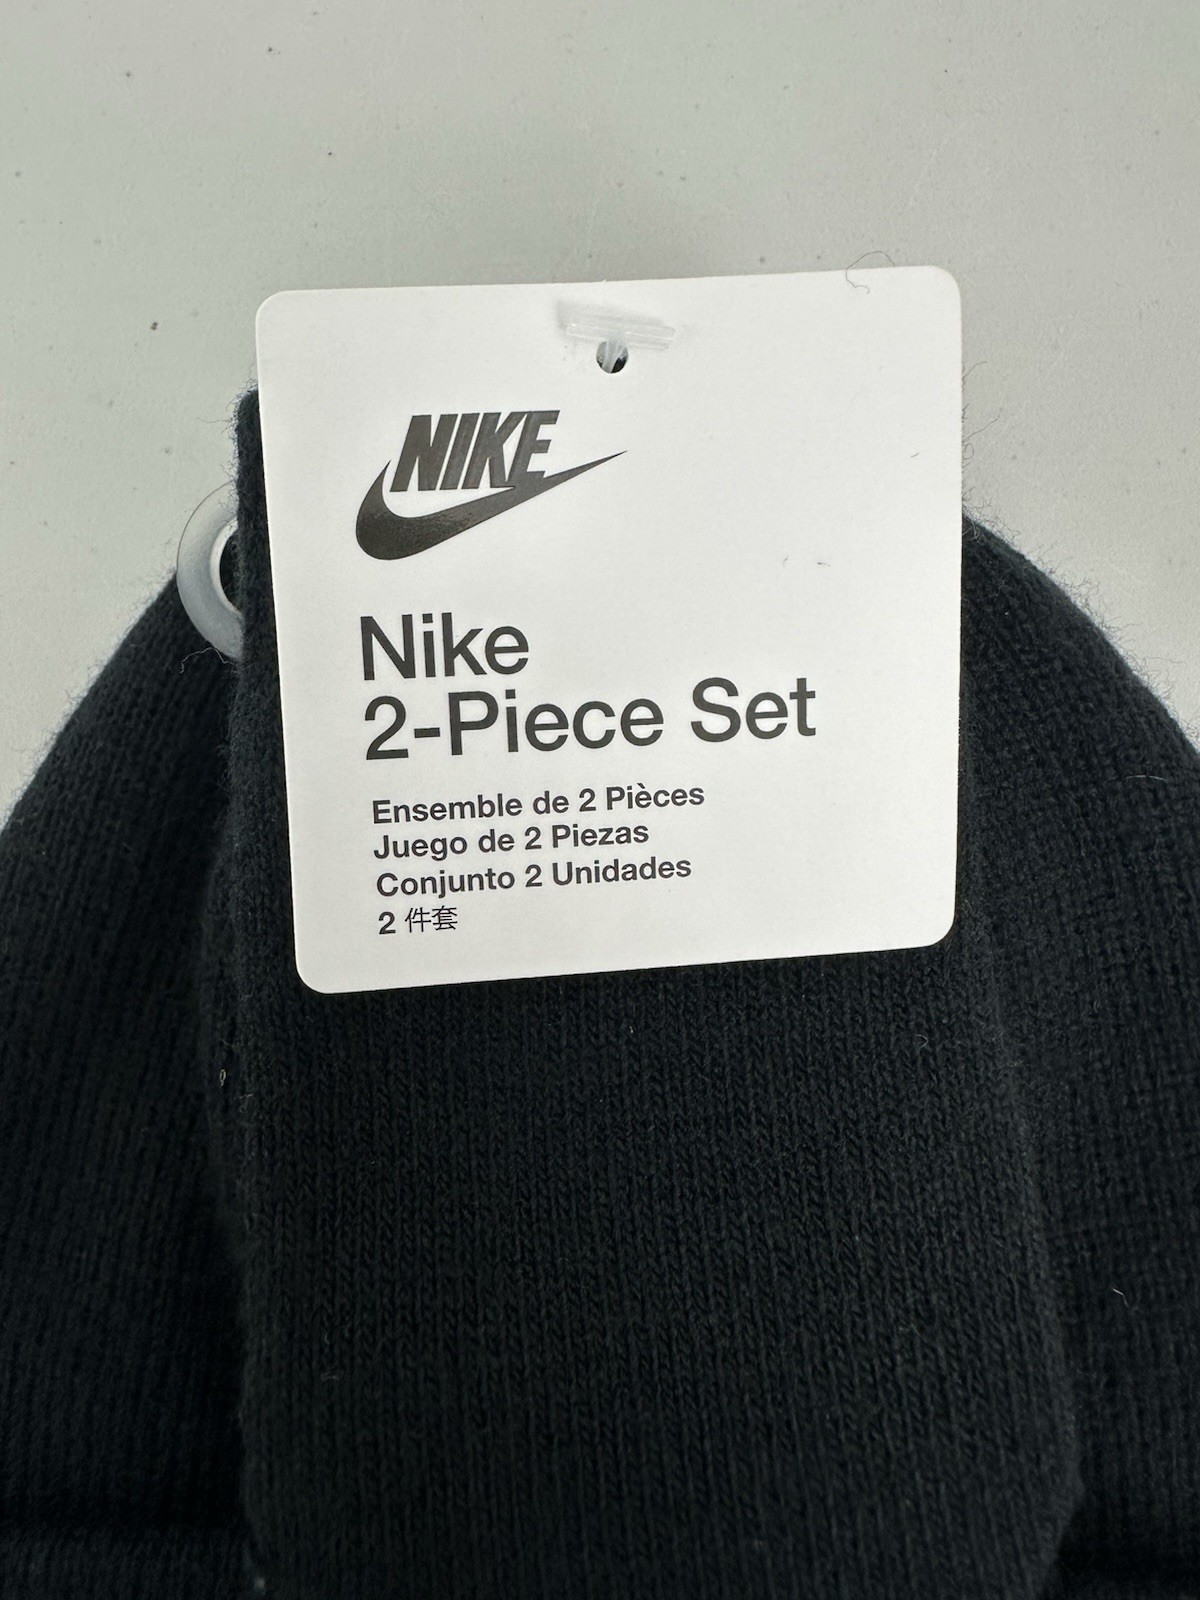 NIKE
Nike
2-Piece Set
Ensemble de 2 Pièces
Juego de 2 Piezas
Conjunto 2 Unidades
2 件套